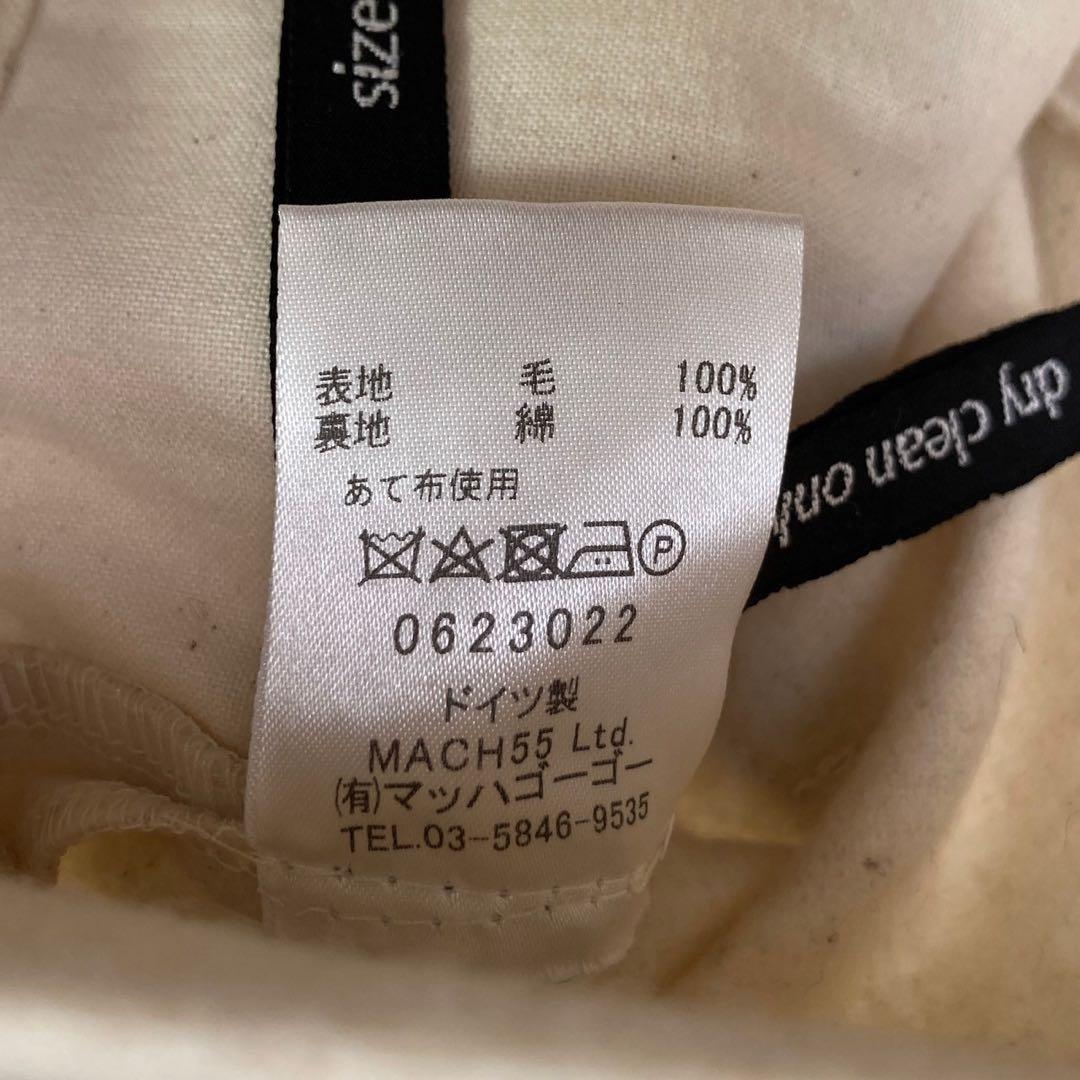 size
表地 毛 100%
裏地 綿 100%
あて布使用
P
0623022
ドイツ製
MACH55 Ltd.
(有)マッハゴーゴー
TEL.03-5846-9535
dry clean only